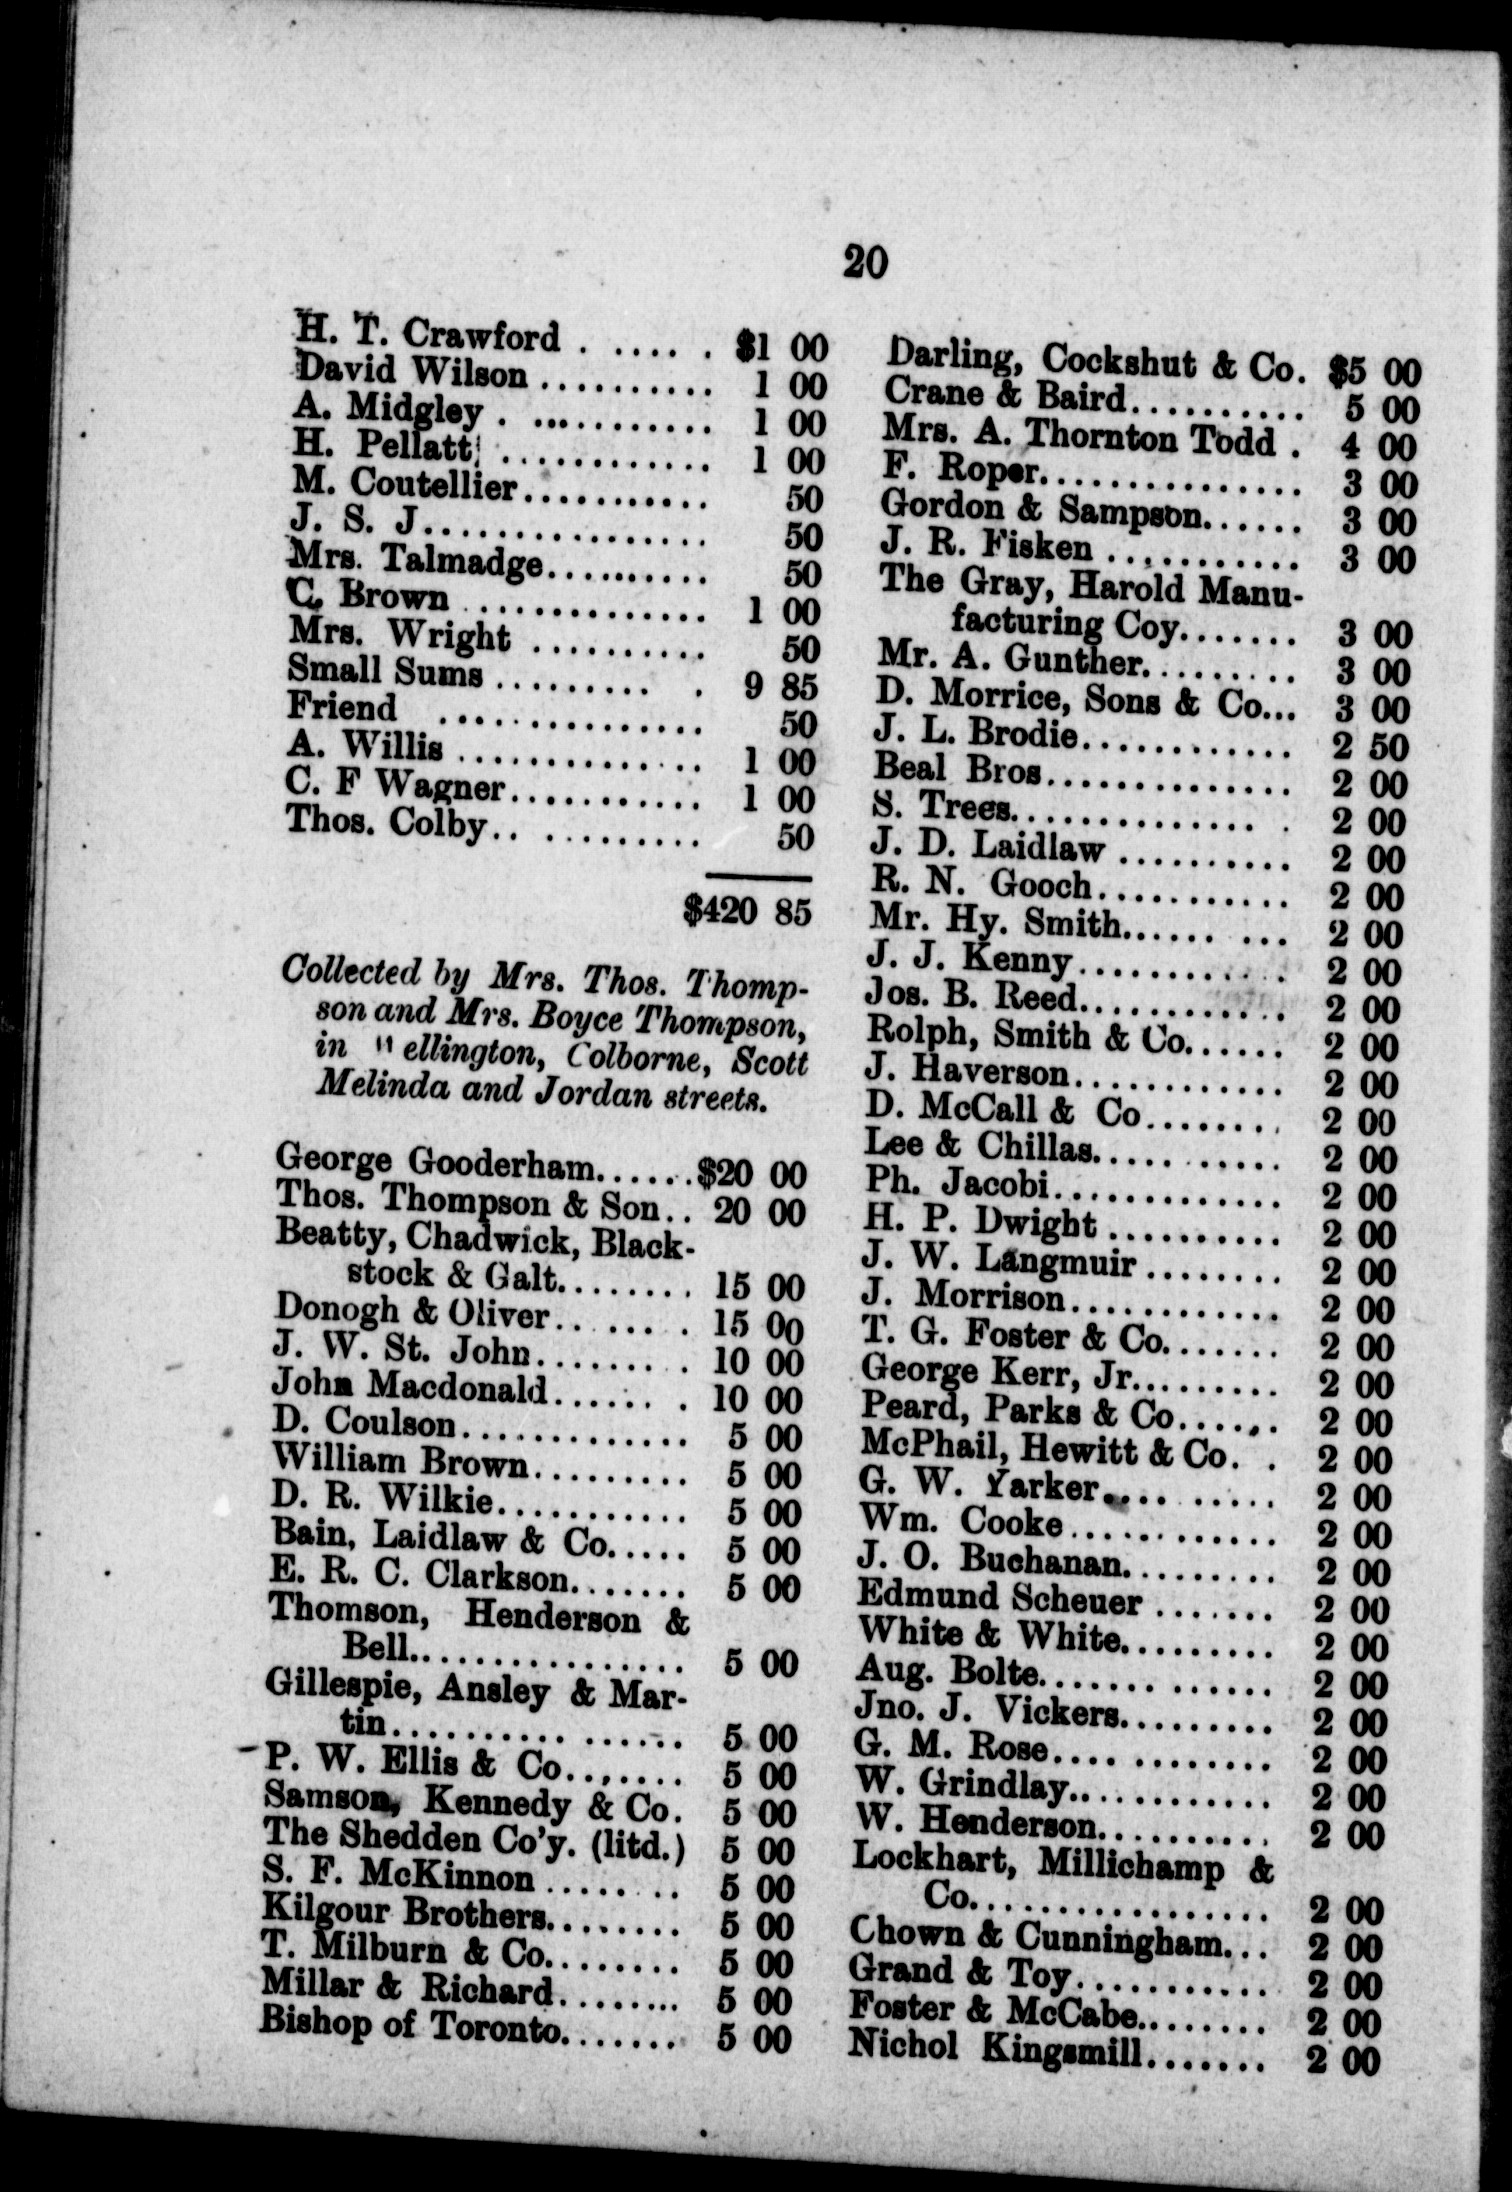 20
H. T. Crawford . ..... . $1 00
David Wilson .......... 1 00
A. Midgley . ........... 1 00
H. Pellatt ............ 1 00
M. Coutellier........... 50
J. S. J................ 50
Mrs. Talmadge.......... 50
C. Brown .............. 1 00
Mrs. Wright .......... 50
Small Sums ......... . 9 85
Friend ............... 50
A. Willis .............. 1 00
C. F Wagner............ 1 00
Thos. Colby.. .......... 50
$420 85
Collected by Mrs. Thos. Thomp-
son and Mrs. Boyce Thompson,
in ellington, Colborne, Scott
Melinda and Jordan streets.
George Gooderham......$20 00
Thos. Thompson & Son.. 20 00
Beatty, Chadwick, Black-
stock & Galt........ 15 00
Donogh & Oliver....... . 15 00
J. W. St. John......... 10 00
John Macdonald...... . 10 00
D. Coulson............. 5 00
William Brown.......... 5 00
D. R. Wilkie............ 5 00
Bain, Laidlaw & Co..... 5 00
E. R. C. Clarkson....... 5 00
Thomson, Henderson &
Bell................ 5 00
Gillespie, Ansley & Mar-
tin................. 5 00
P. W. Ellis & Co........ 5 00
Samson, Kennedy & Co. 5 00
The Shedden Co'y. (litd.) 5 00
S. F. McKinnon ........ 5 00
Kilgour Brothers........ 5 00
T. Milburn & Co........ 5 00
Millar & Richard......... 5 00
Bishop of Toronto....... 5 00
Darling, Cockshut & Co. $5 00
Crane & Baird.......... 5 00
Mrs. A. Thornton Todd . 4 00
F. Roper............... 3 00
Gordon & Sampson...... 3 00
J. R. Fisken ........... 3 00
The Gray, Harold Manu-
facturing Coy....... 3 00
Mr. A. Gunther......... 3 00
D. Morrice, Sons & Co... 3 00
J. L. Brodie............ 2 50
Beal Bros.............. 2 00
S. Trees.............. . 2 00
J. D. Laidlaw .......... 2 00
R. N. Gooch............ 2 00
Mr. Hy. Smith...... ... 2 00
J. J. Kenny............ 2 00
Jos. B. Reed............ 2 00
Rolph, Smith & Co...... 2 00
J. Haverson............ 2 00
D. McCall & Co........ 2 00
Lee & Chillas........... 2 00
Ph. Jacobi............. 2 00
H. P. Dwight .......... 2 00
J. W. Langmuir ........ 2 00
J. Morrison............ 2 00
T. G. Foster & Co....... 2 00
George Kerr, Jr......... 2 00
Peard, Parks & Co...... 2 00
McPhail, Hewitt & Co. . 2 00
G. W. Yarker.... ...... 2 00
Wm. Cooke............ 2 00
J. O. Buchanan......... 2 00
Edmund Scheuer ....... 2 00
White & White......... 2 00
Aug. Bolte....... ...... 2 00
Jno. J. Vickers......... 2 00
G. M. Rose.... ........ 2 00
W. Grindlay............ 2 00
W. Henderson.......... 2 00
Lockhart, Millichamp &
Co................. 2 00
Chown & Cunningham... 2 00
Grand & Toy........... 2 00
Foster & McCabe........ 2 00
Nichol Kingsmill....... 2 00